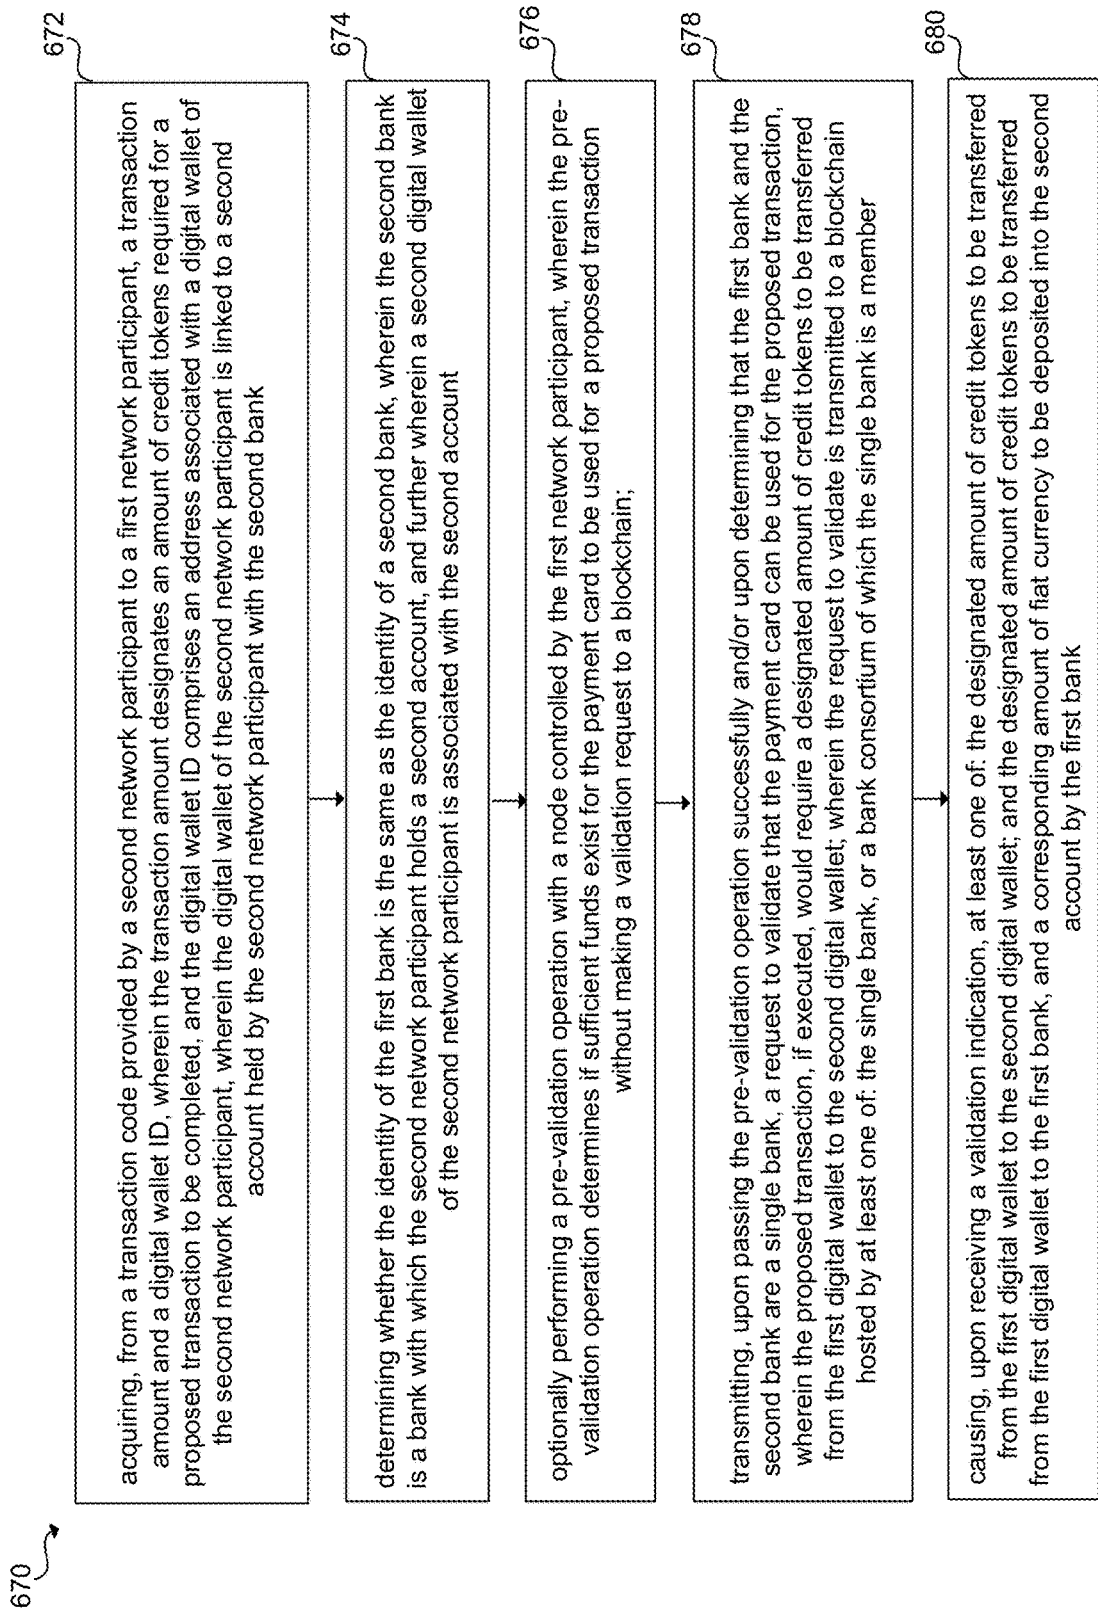 670
672
acquiring, from a transaction code provided by a second network participant to a first network participant, a transaction
amount and a digital wallet ID, wherein the transaction amount designates an amount of credit tokens required for a
proposed transaction to be completed, and the digital wallet ID comprises an address associated with a digital wallet of
the second network participant, wherein the digital wallet of the second network participant is linked to a second
account held by the second network participant with the second bank
674
determining whether the identity of the first bank is the same as the identity of a second bank, wherein the second bank
is a bank with which the second network participant holds a second account, and further wherein a second digital wallet
of the second network participant is associated with the second account
676
optionally performing a pre-validation operation with a node controlled by the first network participant, wherein the pre-
validation operation determines if sufficient funds exist for the payment card to be used for a proposed transaction
without making a validation request to a blockchain;
678
transmitting, upon passing the pre-validation operation successfully and/or upon determining that the first bank and the
second bank are a single bank, a request to validate that the payment card can be used for the proposed transaction,
wherein the proposed transaction, if executed, would require a designated amount of credit tokens to be transferred
from the first digital wallet to the second digital wallet; wherein the request to validate is transmitted to a blockchain
hosted by at least one of: the single bank, or a bank consortium of which the single bank is a member
680
causing, upon receiving a validation indication, at least one of: the designated amount of credit tokens to be transferred
from the first digital wallet to the second digital wallet; and the designated amount of credit tokens to be transferred
from the first digital wallet to the first bank, and a corresponding amount of fiat currency to be deposited into the second
account by the first bank